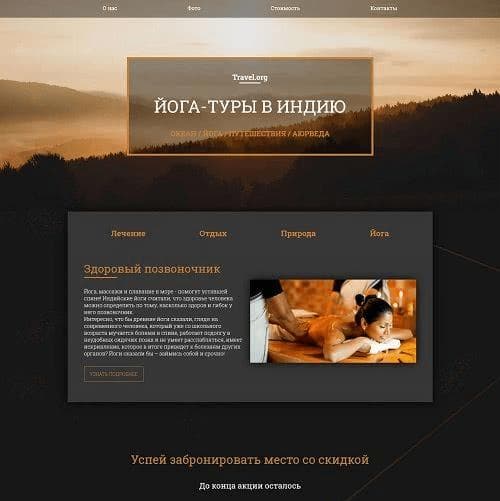 О нас Фото Стоимость Контакты
Travel.org
ЙОГА-ТУРЫ В ИНДИЮ
ОКЕАН / ЙОГА / ПУТЕШЕСТВИЯ / АЮРВЕДА
Лечение Отдых Природа Йога
Здоровый позвоночник
Йога, массажи и плавание в море - помогут уставшей
спине! Индийские йоги считали, что здоровье человека
можно определить по тому, насколько здоров и гибок у
него позвоночник.
Интересно, что бы древние йоги сказали, глядя на
современного человека, который уже со школьного
возраста мучается болями в спине, работает подолгу в
неудобных сидячих позах и не умеет расслабляться, имеет
искривления, которое в итоге приведет к болезням других
органов? Йоги сказали бы – займись собой и срочно!
УЗНАТЬ ПОДРОБНЕЕ
Успей забронировать место со скидкой
До конца акции осталось